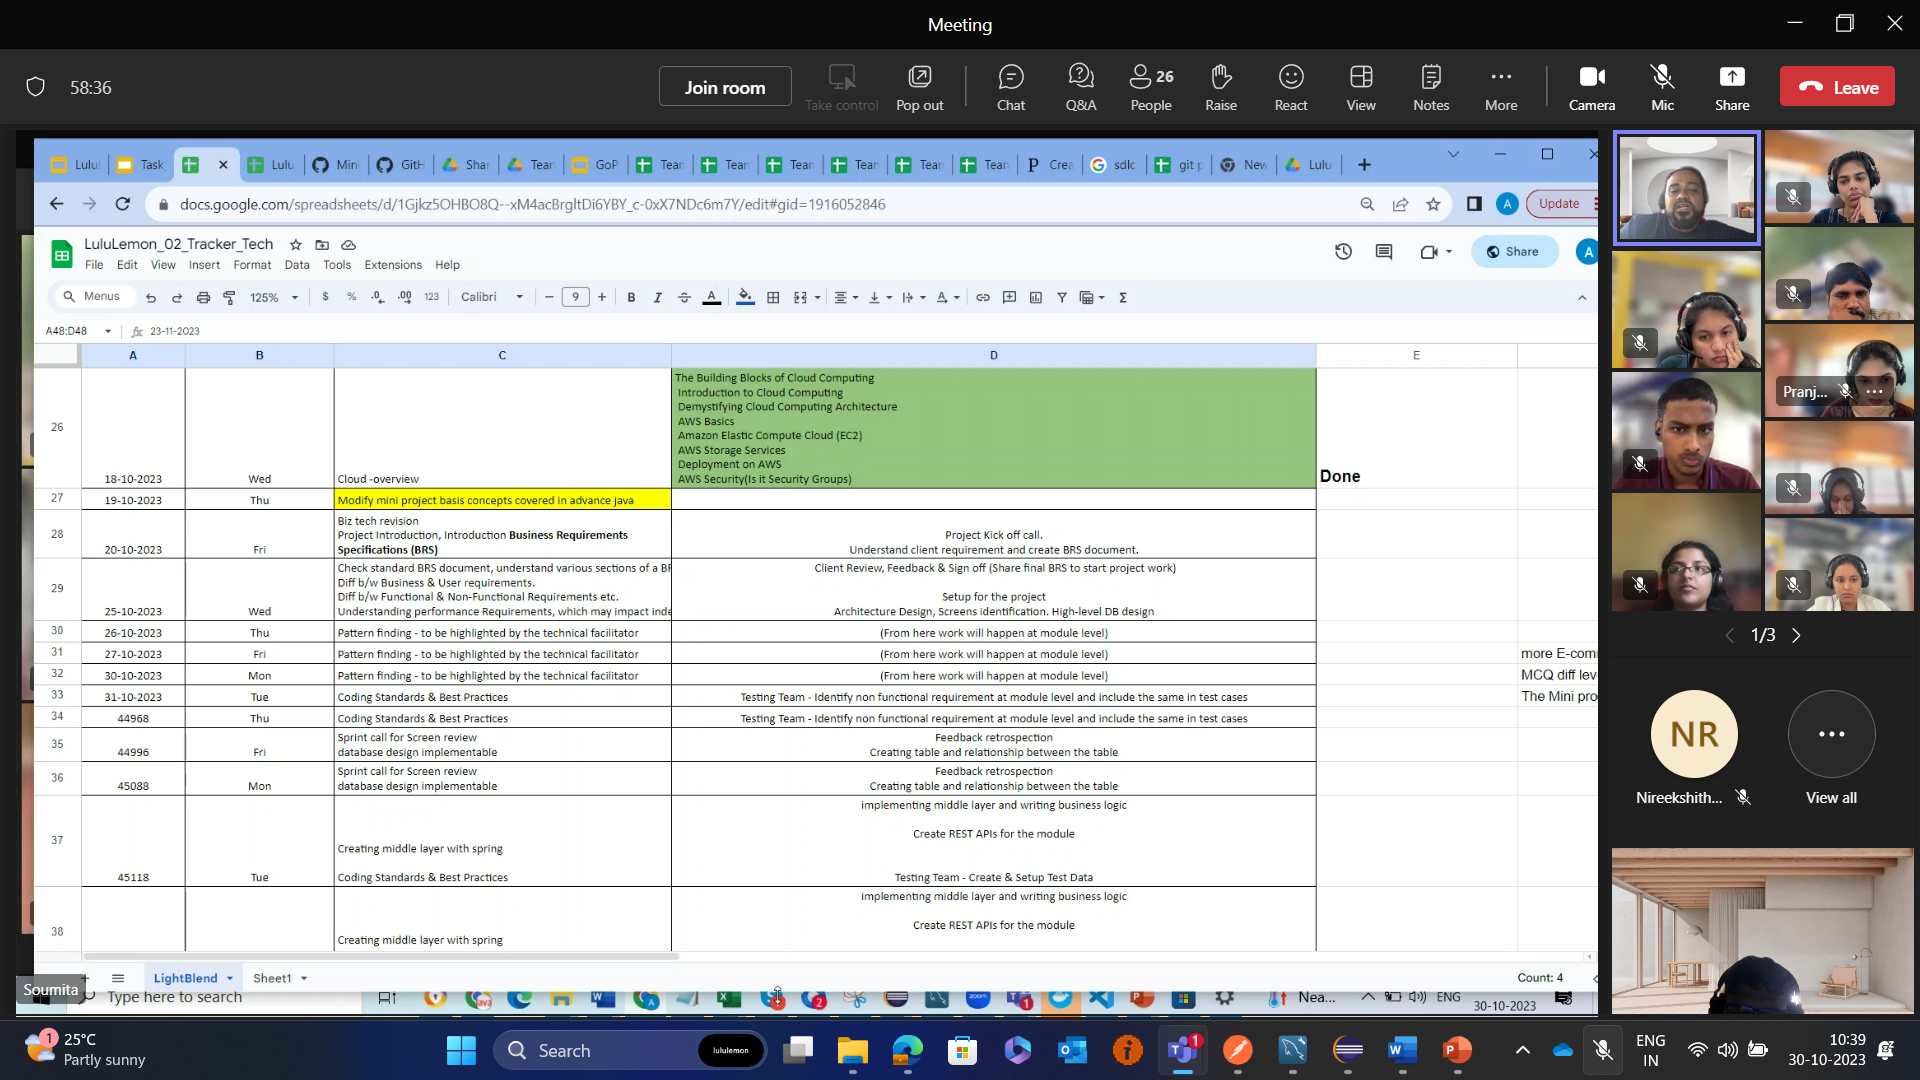 Meeting
58:36
Join room
Take control
Pop out
Chat
Q&A
26
People
Raise
React
View
Notes
More
Camera
Mic
Share
Leave
Lulu
Task
Lulu
Min
GitH
Shar
Tean
GoP
Tean
Tean
Tean
Tean
Tean
Tean
Crea
sdlc
git p
New
Lulu
docs.google.com/spreadsheets/d/1Gjkz5OHBO8Q--xM4acBrgltDi6YBY_c-0xX7NDc6m7Y/edit#gid=1916052846
A
Update
LuluLemon_02_Tracker_Tech
File Edit View Insert Format Data Tools Extensions Help
Share
A
Menus
125%
$ % .0 .00 123
Calibri
9
A48:D48
fx 23-11-2023
A B C D E
The Building Blocks of Cloud Computing
Introduction to Cloud Computing
Demystifying Cloud Computing Architecture
AWS Basics
Amazon Elastic Compute Cloud (EC2)
AWS Storage Services
Deployment on AWS
26 18-10-2023 Wed Cloud -overview AWS Security(Is it Security Groups) Done
27 19-10-2023 Thu Modify mini project basis concepts covered in advance java
Biz tech revision
28 Project Introduction, Introduction Business Requirements Project Kick off call.
20-10-2023 Fri Specifications (BRS) Understand client requirement and create BRS document.
Check standard BRS document, understand various sections of a BR Client Review, Feedback & Sign off (Share final BRS to start project work)
Diff b/w Business & User requirements.
29 Diff b/w Functional & Non-Functional Requirements etc. Setup for the project
25-10-2023 Wed Understanding performance Requirements, which may impact inde Architecture Design, Screens identification. High-level DB design
30 26-10-2023 Thu Pattern finding - to be highlighted by the technical facilitator (From here work will happen at module level)
31 27-10-2023 Fri Pattern finding - to be highlighted by the technical facilitator (From here work will happen at module level) more E-com
32 30-10-2023 Mon Pattern finding - to be highlighted by the technical facilitator (From here work will happen at module level) MCQ diff lev
33 31-10-2023 Tue Coding Standards & Best Practices Testing Team - Identify non functional requirement at module level and include the same in test cases The Mini pro
34 44968 Thu Coding Standards & Best Practices Testing Team - Identify non functional requirement at module level and include the same in test cases
35 Sprint call for Screen review Feedback retrospection
44996 Fri database design implementable Creating table and relationship between the table
36 Sprint call for Screen review Feedback retrospection
45088 Mon database design implementable Creating table and relationship between the table
implementing middle layer and writing business logic
37 Create REST APIs for the module
Creating middle layer with spring
45118 Tue Coding Standards & Best Practices Testing Team - Create & Setup Test Data
implementing middle layer and writing business logic
38 Create REST APIs for the module
Creating middle layer with spring
LightBlend
Sheet1
Count: 4
Soumita
Type here to search
Nea...
ENG
30-10-2023
Pranj...
1/3
NR
Nireekshith...
View all
1
25°C
Partly sunny
Search
lululemon
ENG
IN
10:39
30-10-2023